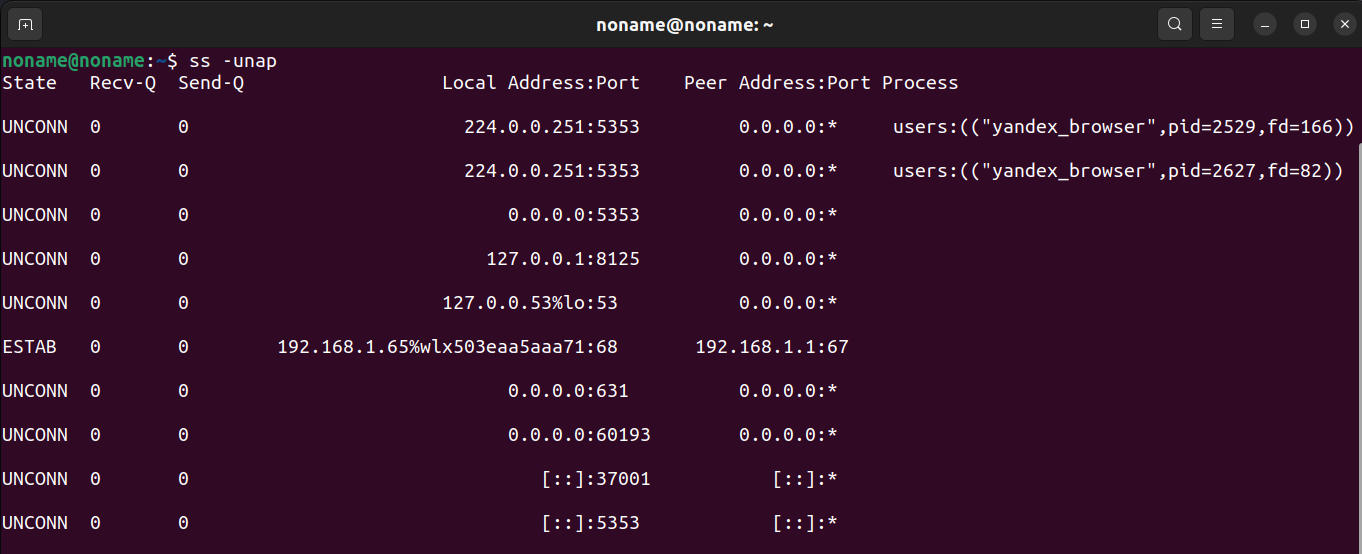 noname@noname: ~
noname@noname:~$ ss -unap
State Recv-Q Send-Q Local Address:Port Peer Address:Port Process
UNCONN 0 0 224.0.0.251:5353 0.0.0.0:* users:(("yandex_browser",pid=2529,fd=166))
UNCONN 0 0 224.0.0.251:5353 0.0.0.0:* users:(("yandex_browser",pid=2627,fd=82))
UNCONN 0 0 0.0.0.0:5353 0.0.0.0:*
UNCONN 0 0 127.0.0.1:8125 0.0.0.0:*
UNCONN 0 0 127.0.0.53%lo:53 0.0.0.0:*
ESTAB 0 0 192.168.1.65%wlx503eaa5aaa71:68 192.168.1.1:67
UNCONN 0 0 0.0.0.0:631 0.0.0.0:*
UNCONN 0 0 0.0.0.0:60193 0.0.0.0:*
UNCONN 0 0 [::]:37001 [::]:*
UNCONN 0 0 [::]:5353 [::]:*